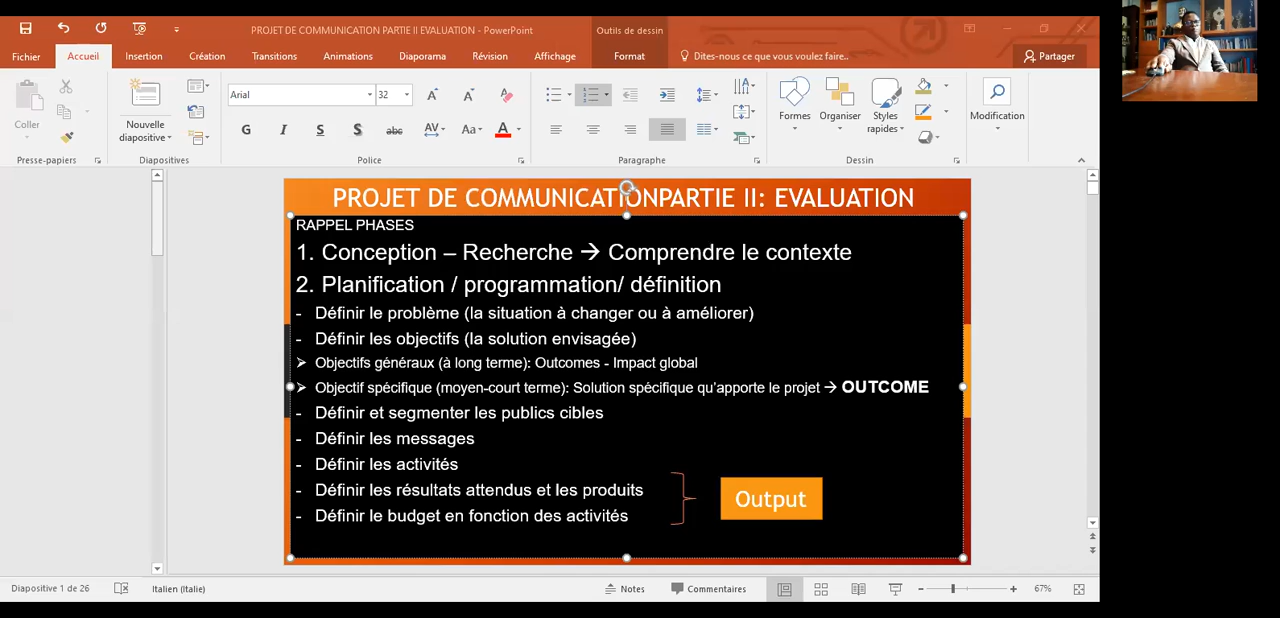 PROJET DE COMMUNICATION PARTIE II EVALUATION - PowerPoint
Outils de dessin
Fichier
Accueil
Insertion
Création
Transitions
Animations
Diaporama
Révision
Affichage
Format
Dites-nous ce que vous voulez faire..
Partager
Coller
Nouvelle
diapositive
Arial
32
G I S S abc AV Aa A
Formes
Organiser
Styles
rapides
Modification
Presse-papiers
Diapositives
Police
Paragraphe
Dessin
PROJET DE COMMUNICATIONPARTIE II: EVALUATION
RAPPEL PHASES
1. Conception – Recherche → Comprendre le contexte
2. Planification / programmation/ définition
- Définir le problème (la situation à changer ou à améliorer)
- Définir les objectifs (la solution envisagée)
➢ Objectifs généraux (à long terme): Outcomes - Impact global
➢ Objectif spécifique (moyen-court terme): Solution spécifique qu'apporte le projet → OUTCOME
- Définir et segmenter les publics cibles
- Définir les messages
- Définir les activités
- Définir les résultats attendus et les produits
- Définir le budget en fonction des activités
Output
Diapositive 1 de 26
Italien (Italie)
Notes
Commentaires
67%